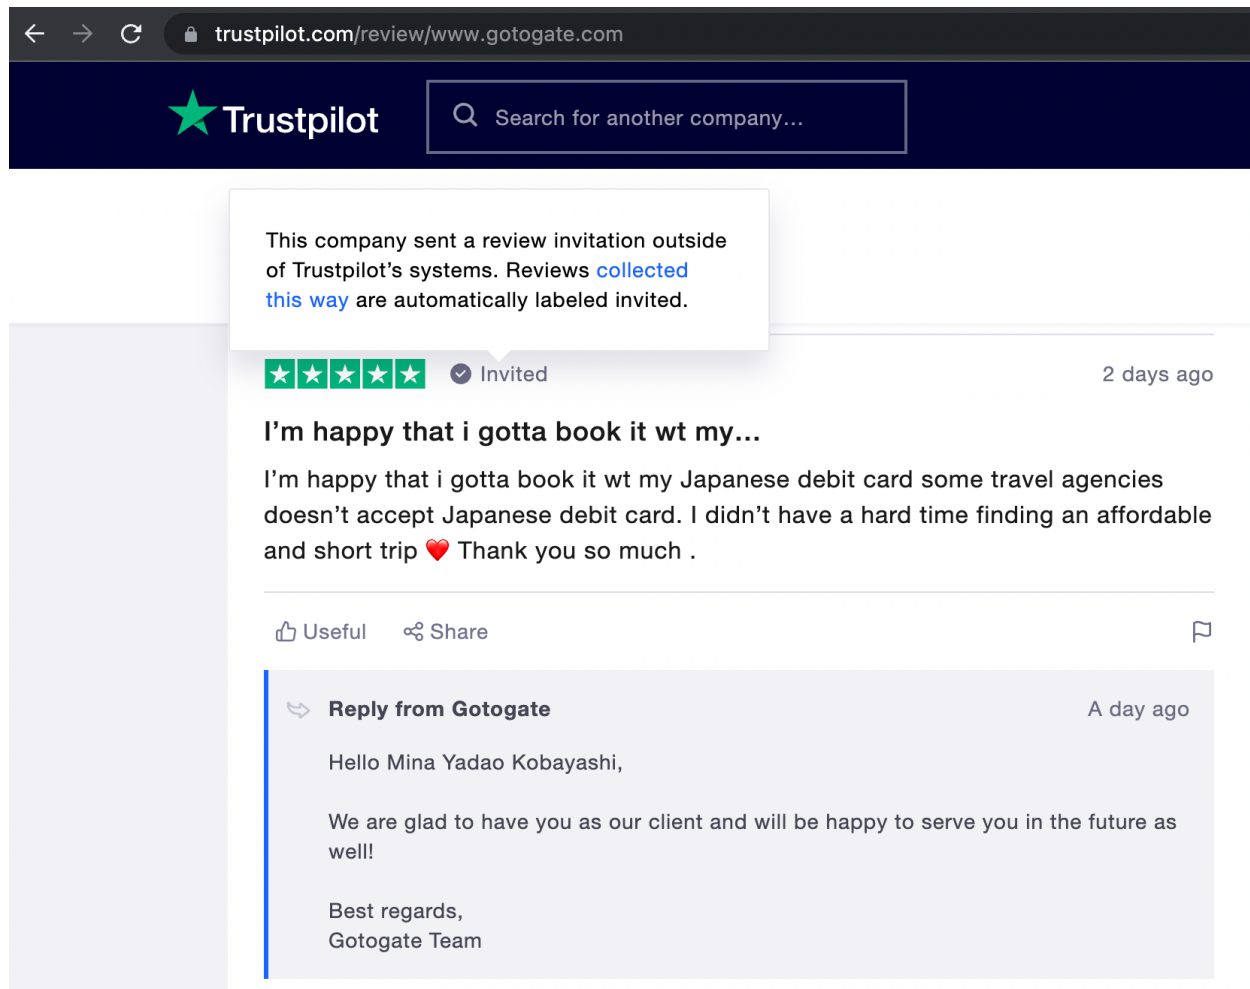 trustpilot.com/review/www.gotogate.com
Trustpilot
Search for another company...
This company sent a review invitation outside
of Trustpilot's systems. Reviews collected
this way are automatically labeled invited.
Invited
2 days ago
I'm happy that i gotta book it wt my...
I'm happy that i gotta book it wt my Japanese debit card some travel agencies
doesn't accept Japanese debit card. I didn't have a hard time finding an affordable
and short trip ❤️ Thank you so much .
Useful
Share
Reply from Gotogate
A day ago
Hello Mina Yadao Kobayashi,
We are glad to have you as our client and will be happy to serve you in the future as
well!
Best regards,
Gotogate Team